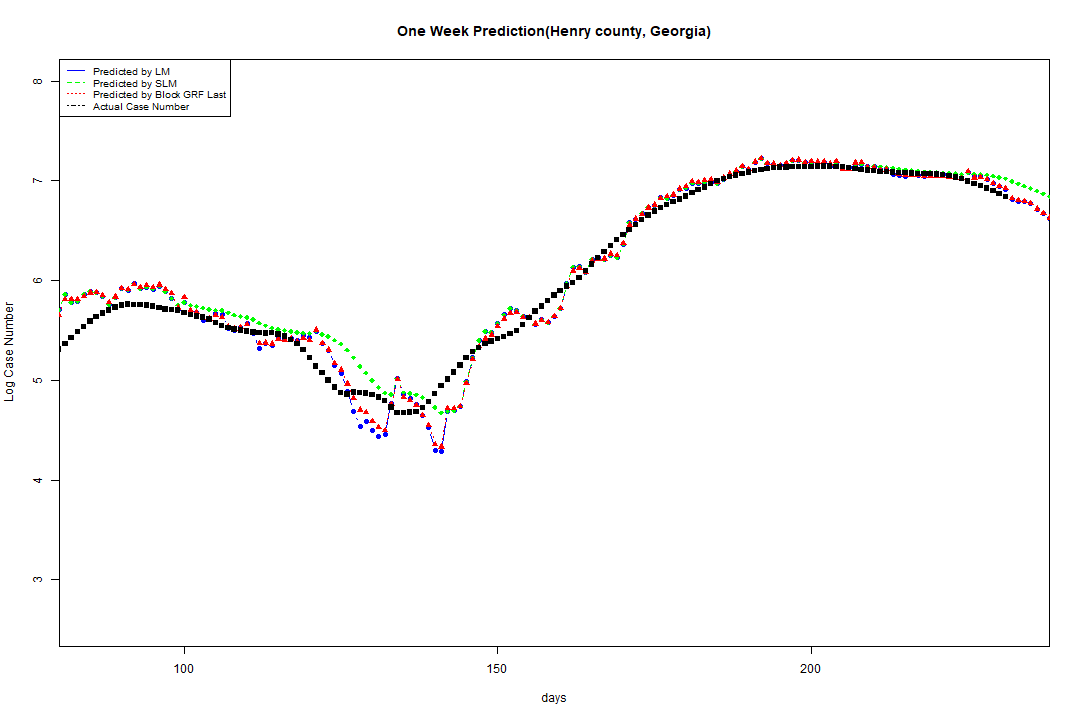 One Week Prediction(Henry county, Georgia)
Predicted by LM
Predicted by SLM
Predicted by Block GRF Last
Actual Case Number
8
7
6
5
4
3
Log Case Number
100 150 200
days